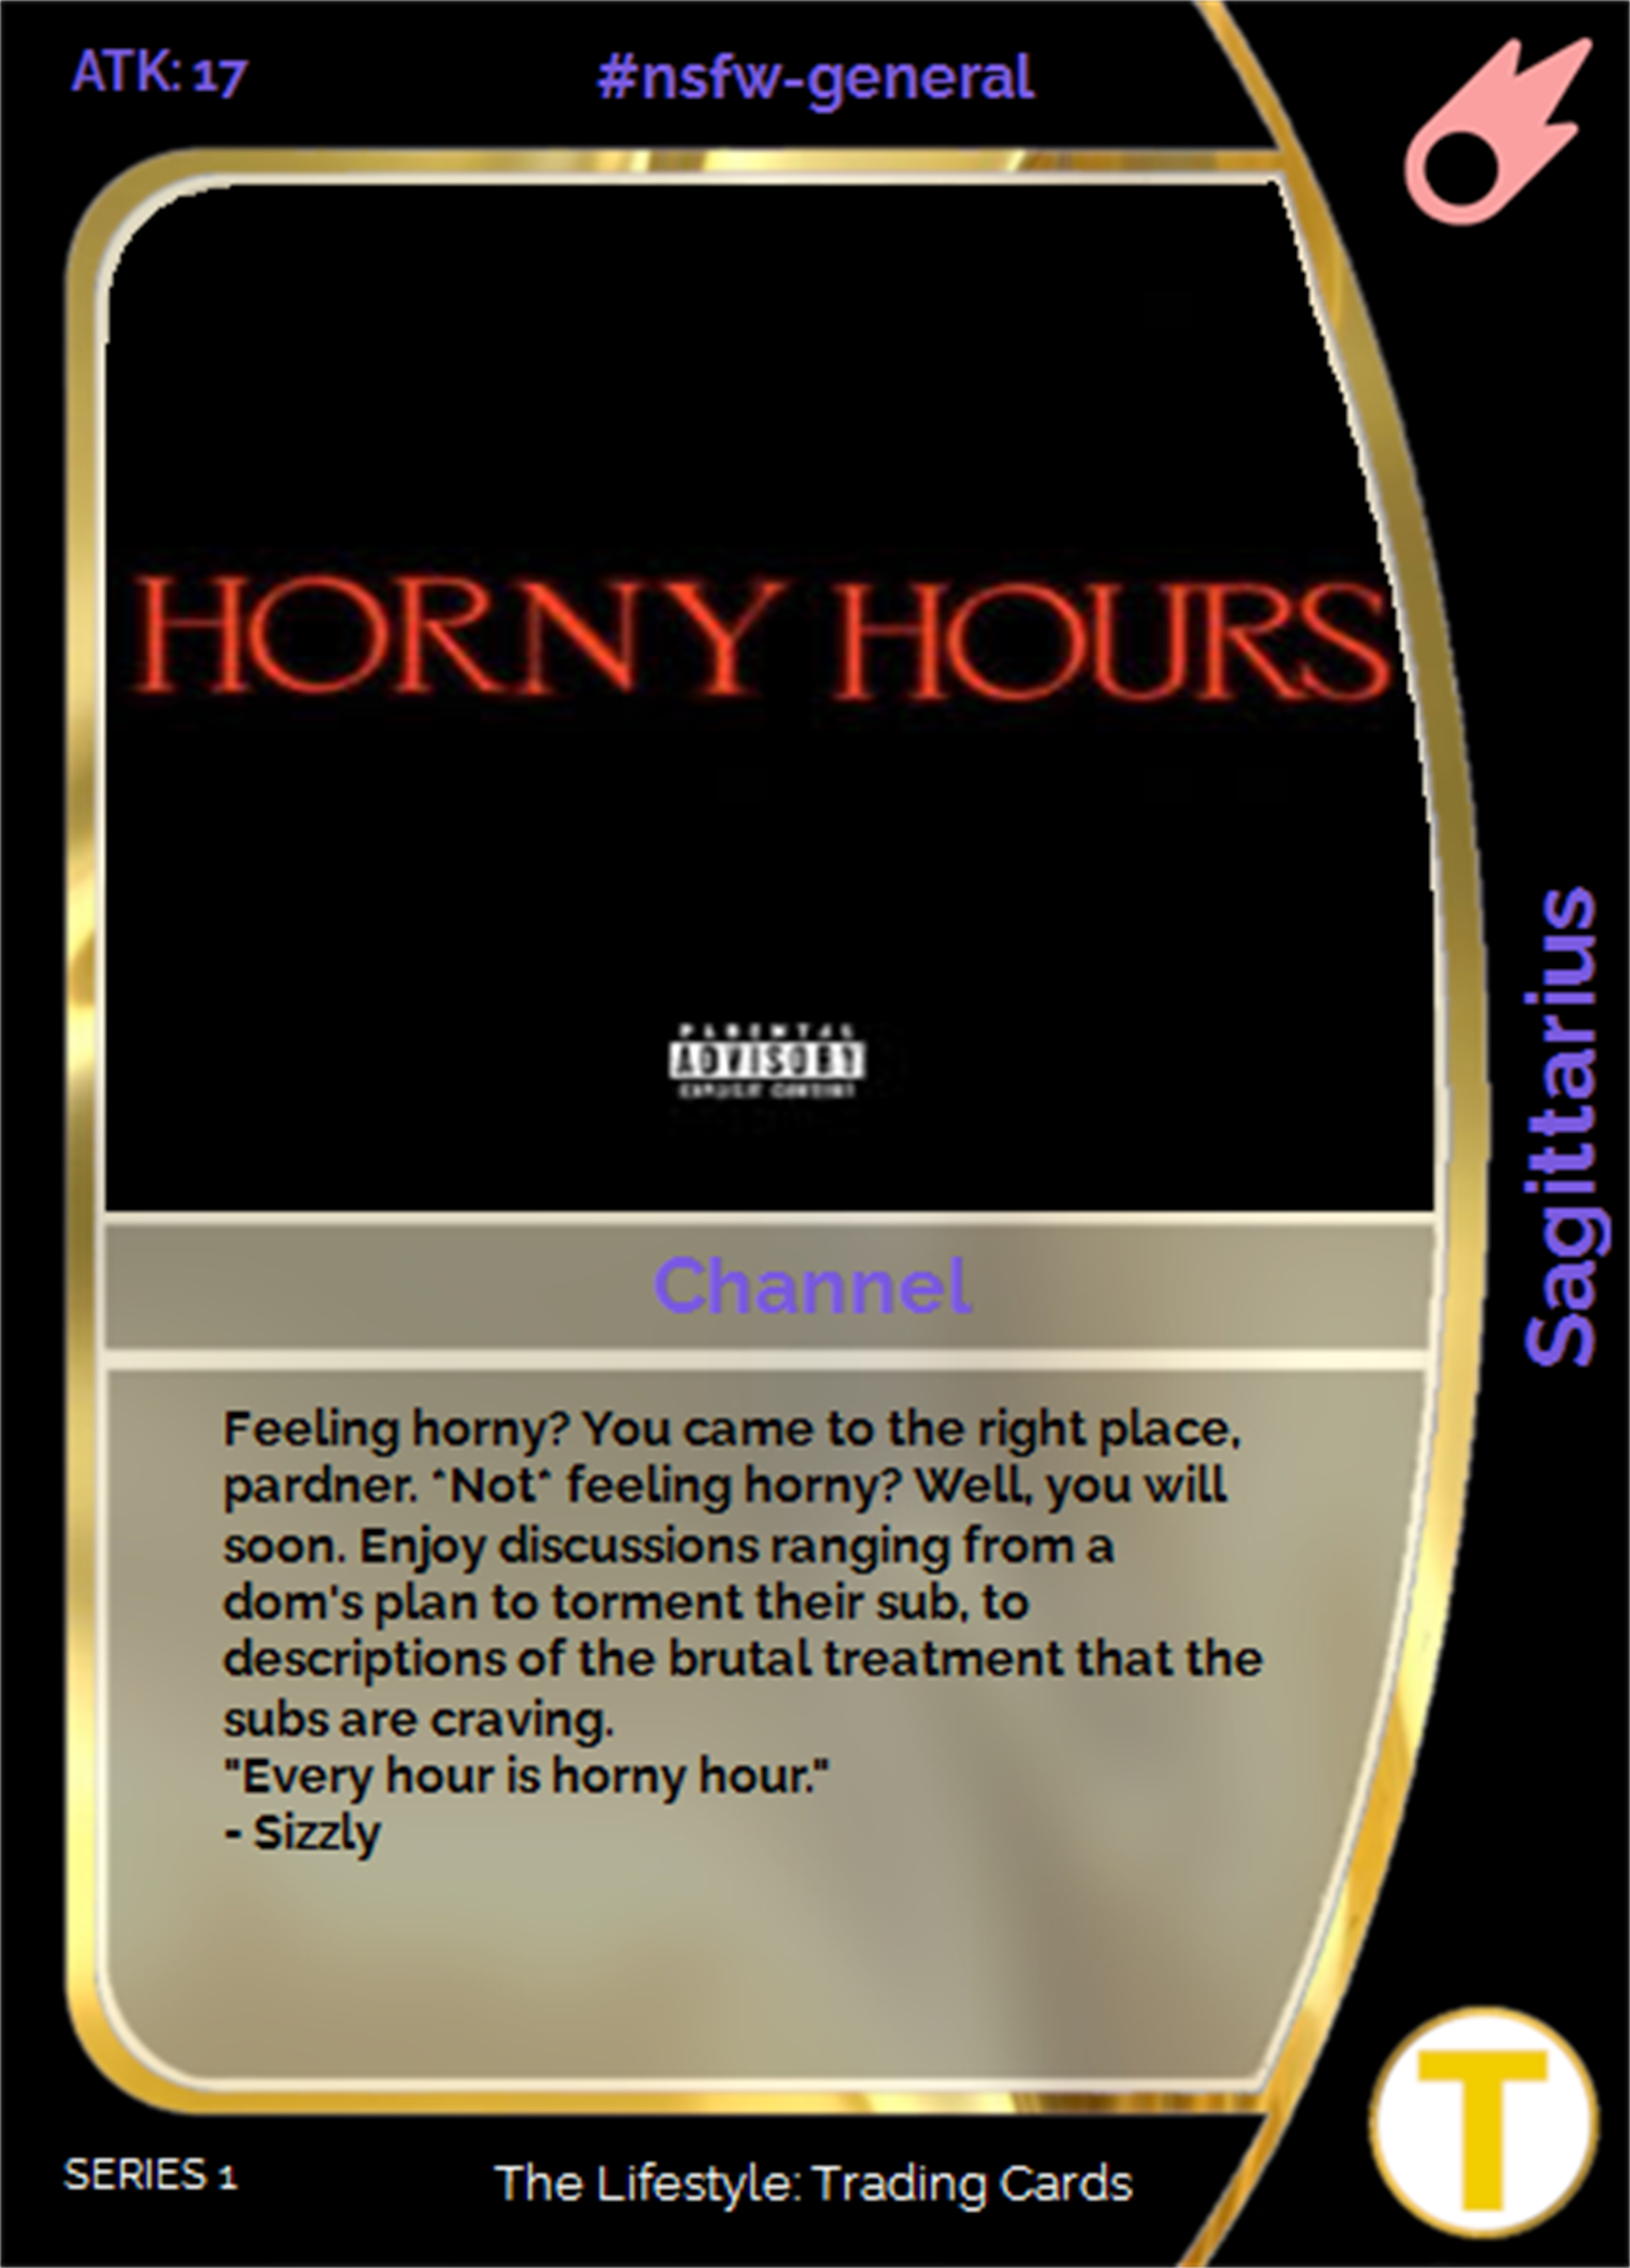 ATK: 17
#nsfw-general
HORNY HOURS
PARENTAL
ADVISORY
EXPLICIT CONTENT
Channel
Feeling horny? You came to the right place,
pardner. *Not* feeling horny? Well, you will
soon. Enjoy discussions ranging from a
dom's plan to torment their sub, to
descriptions of the brutal treatment that the
subs are craving.
"Every hour is horny hour."
- Sizzly
Sagittarius
SERIES 1
The Lifestyle: Trading Cards
T